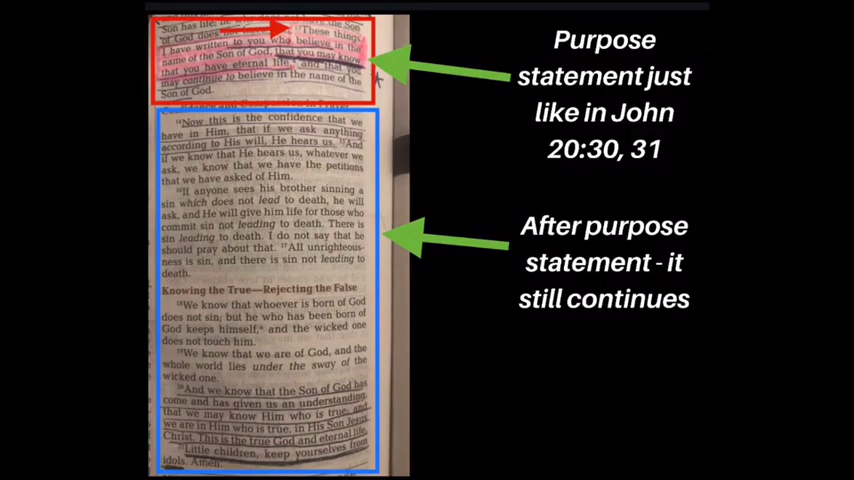 Son has life; he
the Son
of God does not have
These things
I have written to you who believe in the
name of the Son of God, that you may know
that you have eternal life, and that you
may continue to believe in the name of the
Son of God.
14Now this is the confidence that we
have in Him, that if we ask anything
according to His will, He hears us. 15And
if we know that He hears us, whatever we
ask, we know that we have the petitions
that we have asked of Him.
16If anyone sees his brother sinning a
sin which does not lead to death, he will
ask, and He will give him life for those who
commit sin not leading to death. There is
sin leading to death. I do not say that he
should pray about that. 17All unrighteous-
ness is sin, and there is sin not leading to
death.
Knowing the True—Rejecting the False
18We know that whoever is born of God
does not sin; but he who has been born of
God keeps himself,a and the wicked one
does not touch him.
19We know that we are of God, and the
whole world lies under the sway of the
wicked one.
20And we know that the Son of God has
come and has given us an understanding,
that we may know Him who is true; and
we are in Him who is true, in His Son Jesus
Christ. This is the true God and eternal life.
21Little children, keep yourselves from
idols. Amen.
Purpose
statement just
like in John
20:30, 31
After purpose
statement - it
still continues